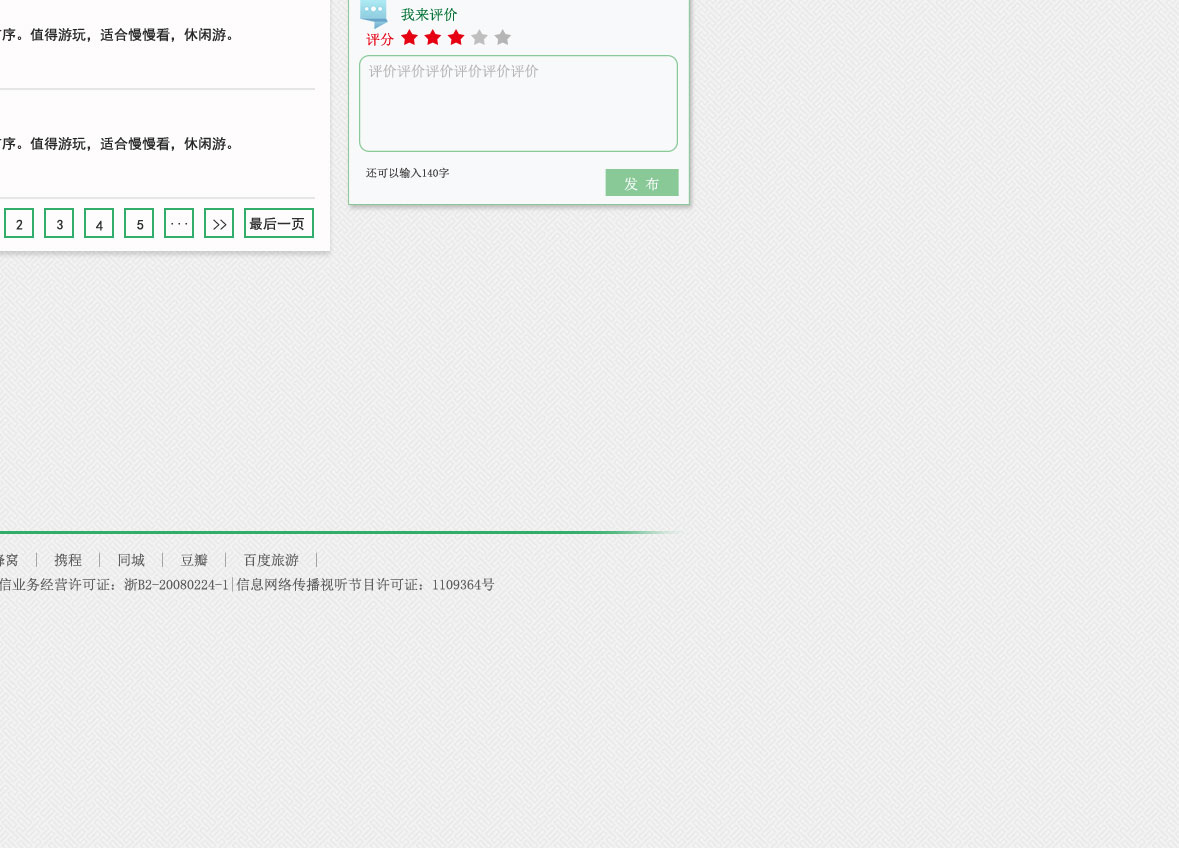 序。值得游玩，适合慢慢看，休闲游。
序。值得游玩，适合慢慢看，休闲游。
2 3 4 5 ··· >> 最后一页
我来评价
评分
评价评价评价评价评价评价
还可以输入140字
发 布
窝 | 携程 | 同城 | 豆瓣 | 百度旅游 |
信业务经营许可证：浙B2-20080224-1|信息网络传播视听节目许可证：1109364号